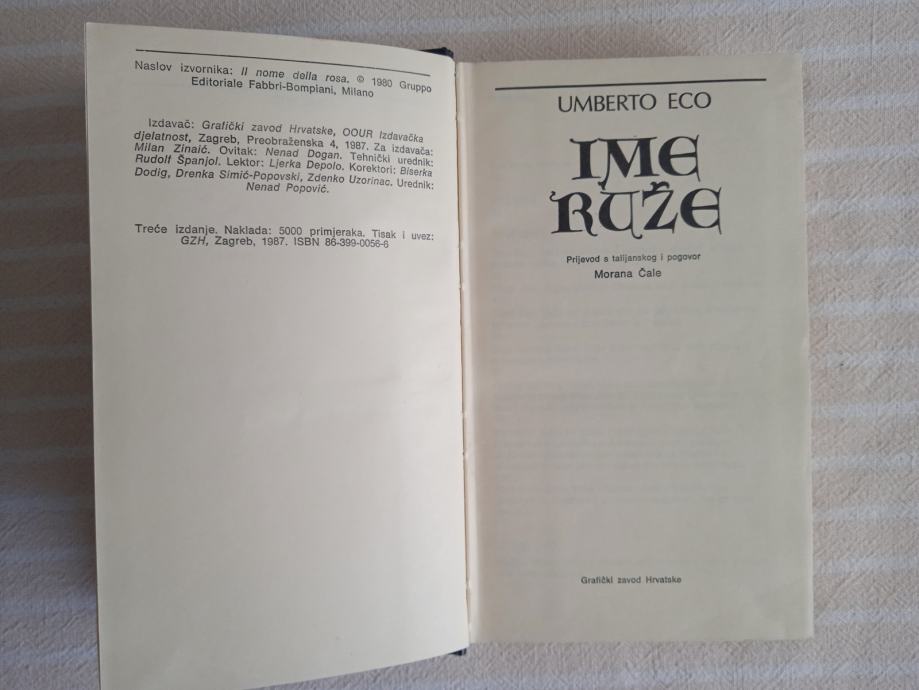 Naslov izvornika: Il nome della rosa. © 1980 Gruppo
Editoriale Fabbri-Bompiani, Milano
Izdavač: Grafički zavod Hrvatske, OOUR Izdavačka
djelatnost, Zagreb, Preobraženska 4, 1987. Za izdavača:
Milan Zinaić. Ovitak: Nenad Dogan. Tehnički urednik:
Rudolf Španjol. Lektor: Ljerka Depolo. Korektori: Biserka
Dodig, Drenka Simić-Popovski, Zdenko Uzorinac. Urednik:
Nenad Popović.
Treće izdanje. Naklada: 5000 primjeraka. Tisak i uvez:
GZH, Zagreb, 1987. ISBN 86-399-0056-6
UMBERTO ECO
IME
RUŽE
Prijevod s talijanskog i pogovor
Morana Čale
Grafički zavod Hrvatske